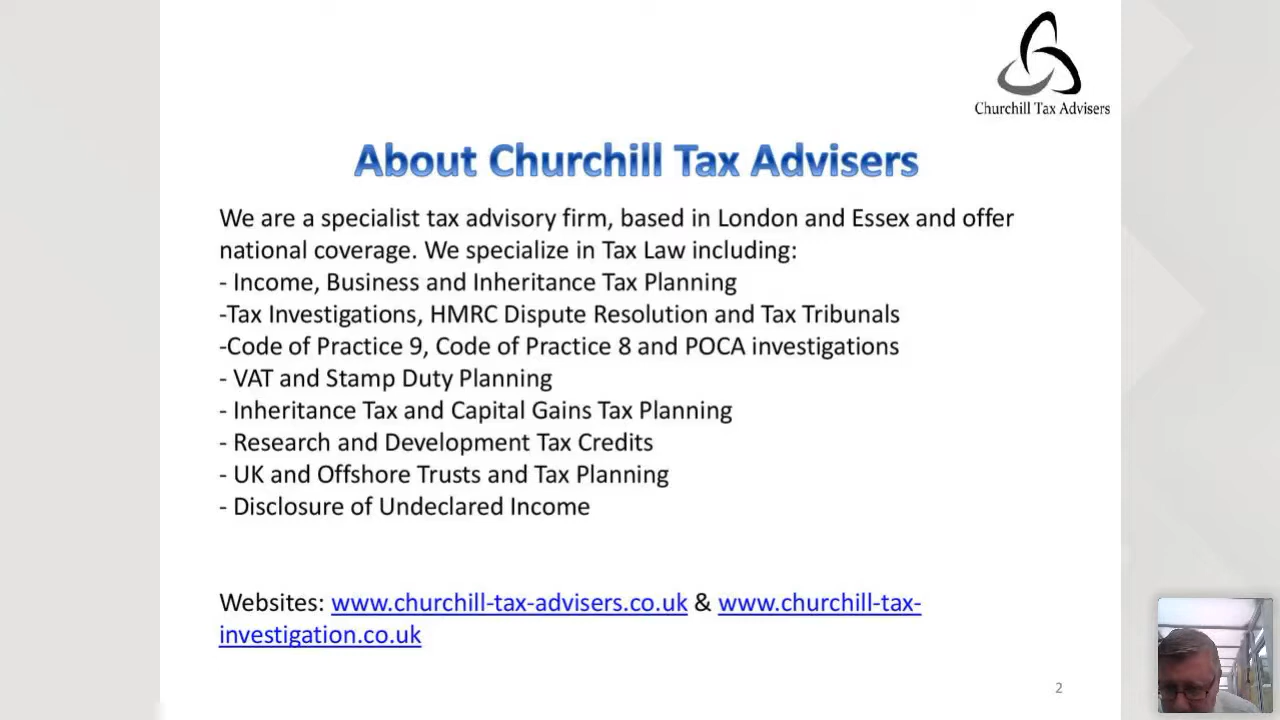 Churchill Tax Advisers
About Churchill Tax Advisers
We are a specialist tax advisory firm, based in London and Essex and offer
national coverage. We specialize in Tax Law including:
- Income, Business and Inheritance Tax Planning
-Tax Investigations, HMRC Dispute Resolution and Tax Tribunals
-Code of Practice 9, Code of Practice 8 and POCA investigations
- VAT and Stamp Duty Planning
- Inheritance Tax and Capital Gains Tax Planning
- Research and Development Tax Credits
- UK and Offshore Trusts and Tax Planning
- Disclosure of Undeclared Income
Websites: www.churchill-tax-advisers.co.uk & www.churchill-tax-
investigation.co.uk
2